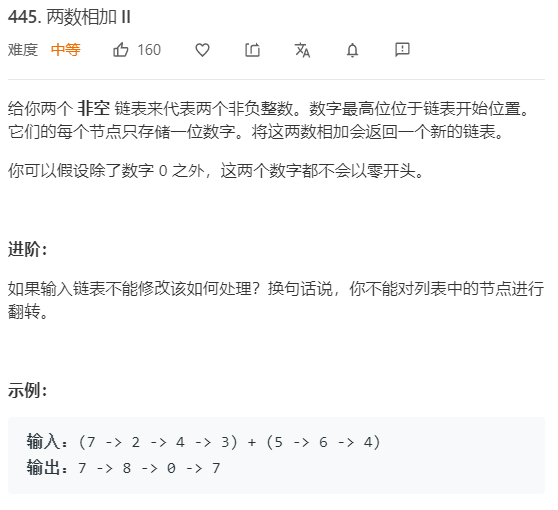 445. 两数相加 II
难度 中等 160
给你两个 非空 链表来代表两个非负整数。数字最高位位于链表开始位置。
它们的每个节点只存储一位数字。将这两数相加会返回一个新的链表。
你可以假设除了数字 0 之外，这两个数字都不会以零开头。
进阶：
如果输入链表不能修改该如何处理？换句话说，你不能对列表中的节点进行
翻转。
示例：
输入：(7 -> 2 -> 4 -> 3) + (5 -> 6 -> 4)
输出：7 -> 8 -> 0 -> 7